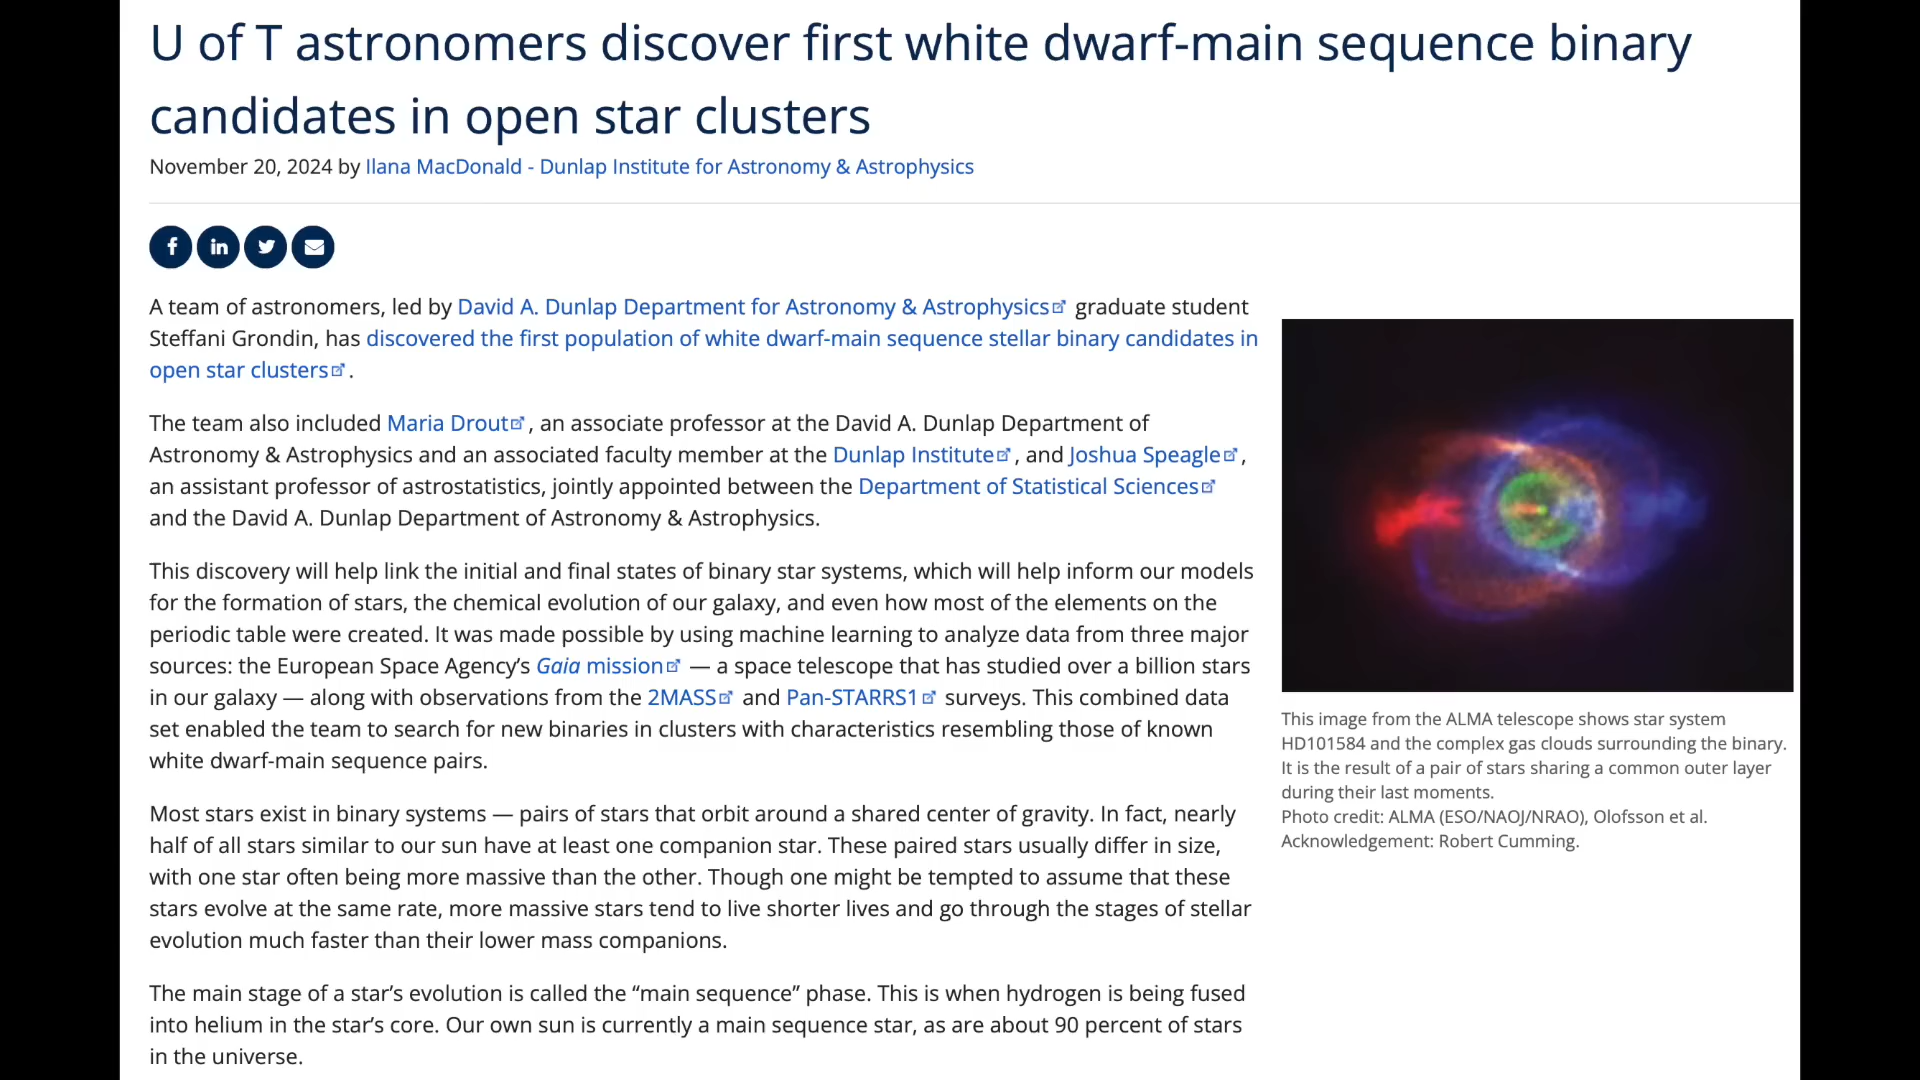 U of T astronomers discover first white dwarf-main sequence binary
candidates in open star clusters
November 20, 2024 by Ilana MacDonald - Dunlap Institute for Astronomy & Astrophysics
A team of astronomers, led by David A. Dunlap Department for Astronomy & Astrophysics graduate student
Steffani Grondin, has discovered the first population of white dwarf-main sequence stellar binary candidates in
open star clusters.
The team also included Maria Drout, an associate professor at the David A. Dunlap Department of
Astronomy & Astrophysics and an associated faculty member at the Dunlap Institute, and Joshua Speagle,
an assistant professor of astrostatistics, jointly appointed between the Department of Statistical Sciences
and the David A. Dunlap Department of Astronomy & Astrophysics.
This discovery will help link the initial and final states of binary star systems, which will help inform our models
for the formation of stars, the chemical evolution of our galaxy, and even how most of the elements on the
periodic table were created. It was made possible by using machine learning to analyze data from three major
sources: the European Space Agency’s Gaia mission — a space telescope that has studied over a billion stars
in our galaxy — along with observations from the 2MASS and Pan-STARRS1 surveys. This combined data
set enabled the team to search for new binaries in clusters with characteristics resembling those of known
white dwarf-main sequence pairs.
Most stars exist in binary systems — pairs of stars that orbit around a shared center of gravity. In fact, nearly
half of all stars similar to our sun have at least one companion star. These paired stars usually differ in size,
with one star often being more massive than the other. Though one might be tempted to assume that these
stars evolve at the same rate, more massive stars tend to live shorter lives and go through the stages of stellar
evolution much faster than their lower mass companions.
The main stage of a star’s evolution is called the “main sequence” phase. This is when hydrogen is being fused
into helium in the star’s core. Our own sun is currently a main sequence star, as are about 90 percent of stars
in the universe.
This image from the ALMA telescope shows star system
HD101584 and the complex gas clouds surrounding the binary.
It is the result of a pair of stars sharing a common outer layer
during their last moments.
Photo credit: ALMA (ESO/NAOJ/NRAO), Olofsson et al.
Acknowledgement: Robert Cumming.